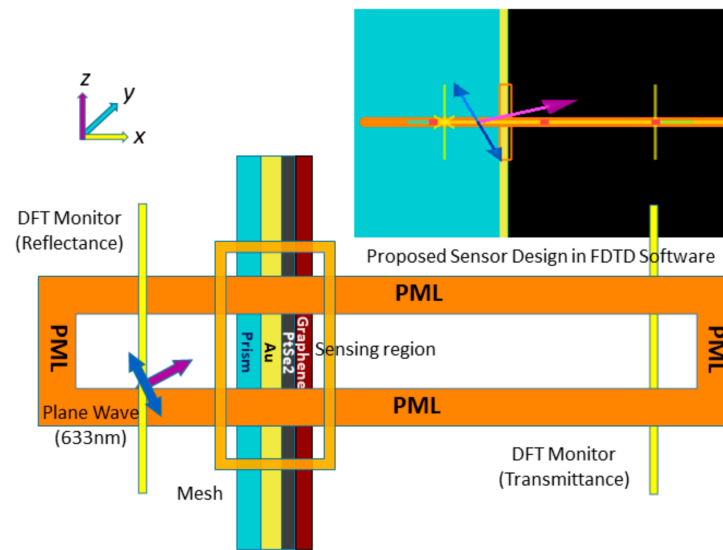 z
y
x
DFT Monitor
(Reflectance)
Proposed Sensor Design in FDTD Software
PML
PML
PML
Prism
Au
PtSe2
Graphene
Sensing region
PML
Plane Wave
(633nm)
Mesh
DFT Monitor
(Transmittance)